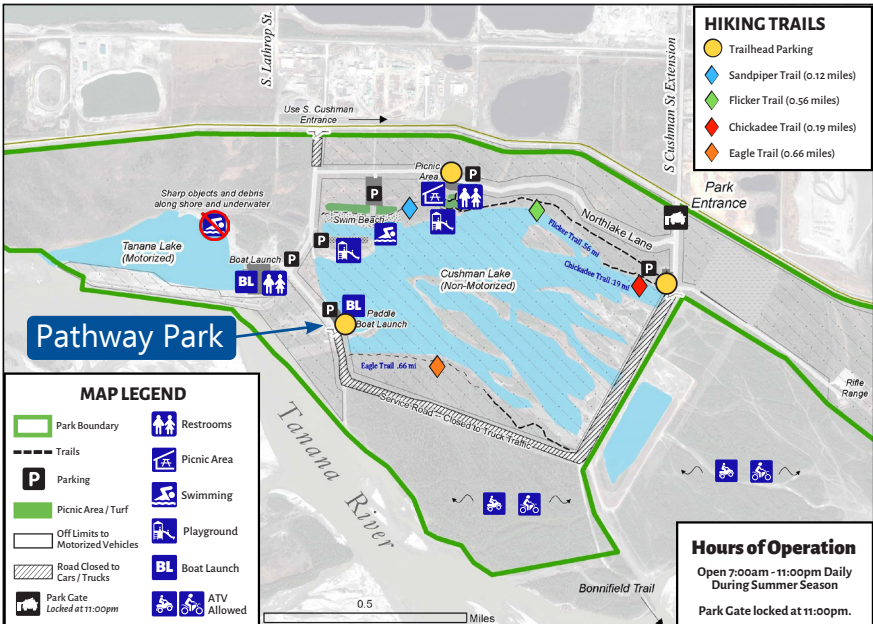 S. Lathrop St.
S Cushman St Extension
HIKING TRAILS
Trailhead Parking
Sandpiper Trail (0.12 miles)
Flicker Trail (0.56 miles)
Chickadee Trail (0.19 miles)
Eagle Trail (0.66 miles)
Use S. Cushman
Entrance
Picnic
Area
P
P
Park
Entrance
Sharp objects and debris
along shore and underwater
Swim Beach
Northlake Lane
Flicker Trail .56 mi
Tanana Lake
(Motorized)
P
Boat Launch
P
BL
Cushman Lake
(Non-Motorized)
Chickadee Trail .19 mi
P
P
BL
Paddle
Boat Launch
Pathway Park
Eagle Trail .66 mi
Service Road -- Closed to Truck Traffic
Rifle
Range
Tanana River
MAP LEGEND
Park Boundary
Trails
P
Parking
Picnic Area / Turf
Off Limits to
Motorized Vehicles
Road Closed to
Cars / Trucks
Park Gate
Locked at 11:00pm
Restrooms
Picnic Area
Swimming
Playground
BL
Boat Launch
ATV
Allowed
0.5
Miles
Bonnifield Trail
Hours of Operation
Open 7:00am - 11:00pm Daily
During Summer Season
Park Gate locked at 11:00pm.